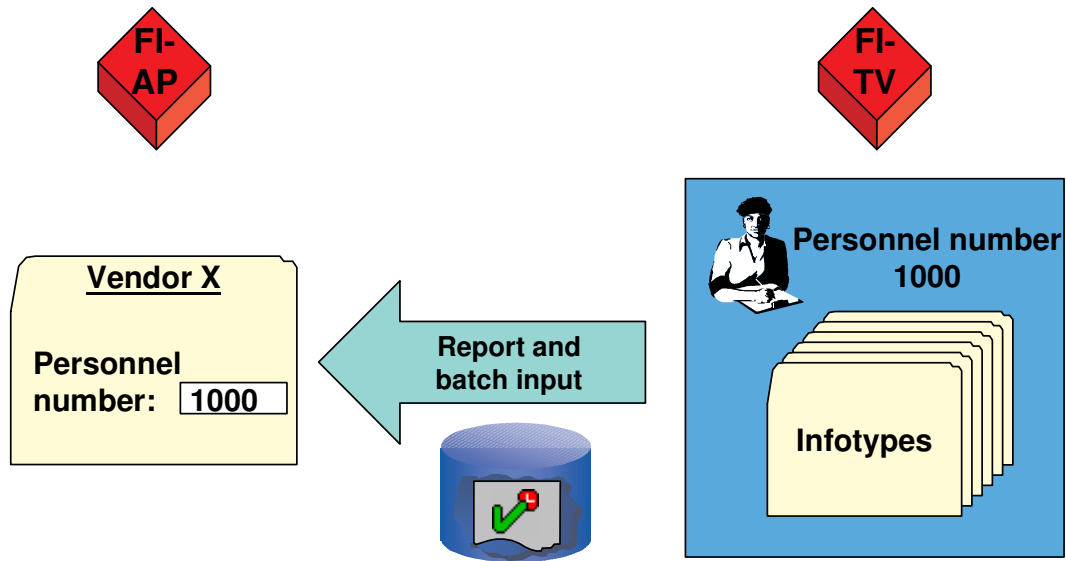 FI-
AP
FI-
TV
Vendor X
Personnel
number: 1000
Report and
batch input
Personnel number
1000
Infotypes